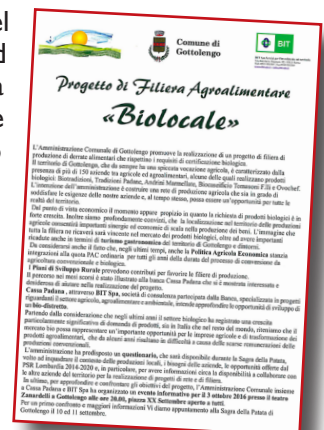 el
d
a
e
Comune di
Gottolengo
BIT
Progetto di Filiera Agroalimentare
«Biolocale»
L'Amministrazione Comunale di Gottolengo promuove la realizzazione di un progetto di filiera di
produzione di derrate alimentari che rispettino i requisiti di certificazione biologica.
Il territorio di Gottolengo, che da sempre ha una spiccata vocazione agricola, è caratterizzato dalla
presenza di più di 150 aziende tra agricole ed agroalimentari, alcune delle quali realizzano prodotti
biologici: Bustradizioni, Tradizioni Padane, Andrini Marmellate, Biocaseificio Tomasoni F.lli e Ovochef.
L'intenzione dell'amministrazione è costruire una rete di produzione agricola che sia in grado di
soddisfare le esigenze delle nostre aziende e, al tempo stesso, possa essere un'opportunità per tutte le
realtà del territorio.
Dal punto di vista economico il momento appare propizio in quanto la richiesta di prodotti biologici è in
forte crescita. Inoltre siamo profondamente convinti, che la localizzazione nel territorio delle produzioni
agricole consentirà importanti sinergie ed economie di scala nella produzione dei beni. L'immagine che
tutta la filiera ne ricaverà sarà vincente nel mercato dei prodotti biologici, oltre ad avere importanti
ricadute anche in termini di turismo gastronomico del territorio di Gottolengo e dintorni.
Da considerarsi anche il fatto che, negli ultimi tempi, anche la Politica Agricola Economica stanzia
integrazioni alla quota PAC ordinaria per tutti gli anni della durata del processo di conversione da
agricoltura convenzionale e biologica.
I Piani di Sviluppo Rurale prevedono contributi per favorire le filiere di produzione.
Il percorso nei mesi scorsi è stato illustrato alla banca Cassa Padana che si è mostrata interessata e
desiderosa di aiutare nella realizzazione del progetto.
Cassa Padana, attraverso BIT Spa, società di consulenza partecipata dalla Banca, specializzata in progetti
riguardanti il settore agricolo, agroalimentare e ambientale, intende approfondire le opportunità di sviluppo di
un bio-distretto.
Partendo dalla considerazione che negli ultimi anni il settore biologico ha registrato una crescita
particolarmente significativa di domanda di prodotti, sia in Italia che nel resto del mondo, riteniamo che il
mercato bio possa rappresentare un'importante opportunità per le imprese agricole e di trasformazione dei
prodotti agroalimentari, che da alcuni anni risultano in difficoltà a causa delle scarse remunerazioni delle
produzioni convenzionali.
L'amministrazione ha predisposto un questionario, che sarà disponibile durante la Sagra della Patata,
volto ad inquadrare il contesto delle produzioni locali, i bisogni delle aziende, le opportunità offerte dal
PSR Lombardia 2014-2020 e, in particolare, per avere informazioni circa la disponibilità a collaborare con
le altre aziende del territorio per la realizzazione di progetti di rete e di filiera.
In ultimo, per approfondire e confrontare gli obiettivi del progetto, l'Amministrazione Comunale insieme
a Cassa Padana e BIT Spa ha organizzato un evento informativo per il 3 ottobre 2016 presso il teatro
Zanardelli a Gottolengo alle ore 20.00, piazza XX Settembre aperto a tutti.
Per un primo confronto e maggiori informazioni Vi diamo appuntamento alla Sagra della Patata di
Gottolengo il 10 ed 11 settembre.